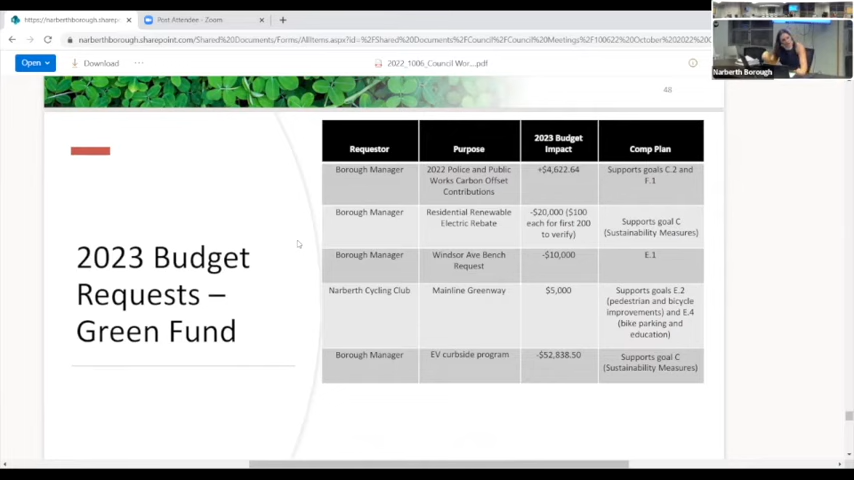 https://narberthborough.sharep
Post Attendee - Zoom
narberthborough.sharepoint.com/Shared%20Documents/Forms/AllItems.aspx?id=%2FShared%20Documents%2FCouncil%2FCouncil%20Meetings%2F100622%20October%202022%20C
Open
Download
2022_1006_Council Wor...pdf
Narberth Borough
48
2023 Budget
Requests –
Green Fund
Requestor
Purpose
2023 Budget
Impact
Comp Plan
Borough Manager
2022 Police and Public
Works Carbon Offset
Contributions
+$4,622.64
Supports goals C.2 and
F.1
Borough Manager
Residential Renewable
Electric Rebate
-$20,000 ($100
each for first 200
to verify)
Supports goal C
(Sustainability Measures)
Borough Manager
Windsor Ave Bench
Request
-$10,000
E.1
Narberth Cycling Club
Mainline Greenway
$5,000
Supports goals E.2
(pedestrian and bicycle
improvements) and E.4
(bike parking and
education)
Borough Manager
EV curbside program
-$52,838.50
Supports goal C
(Sustainability Measures)